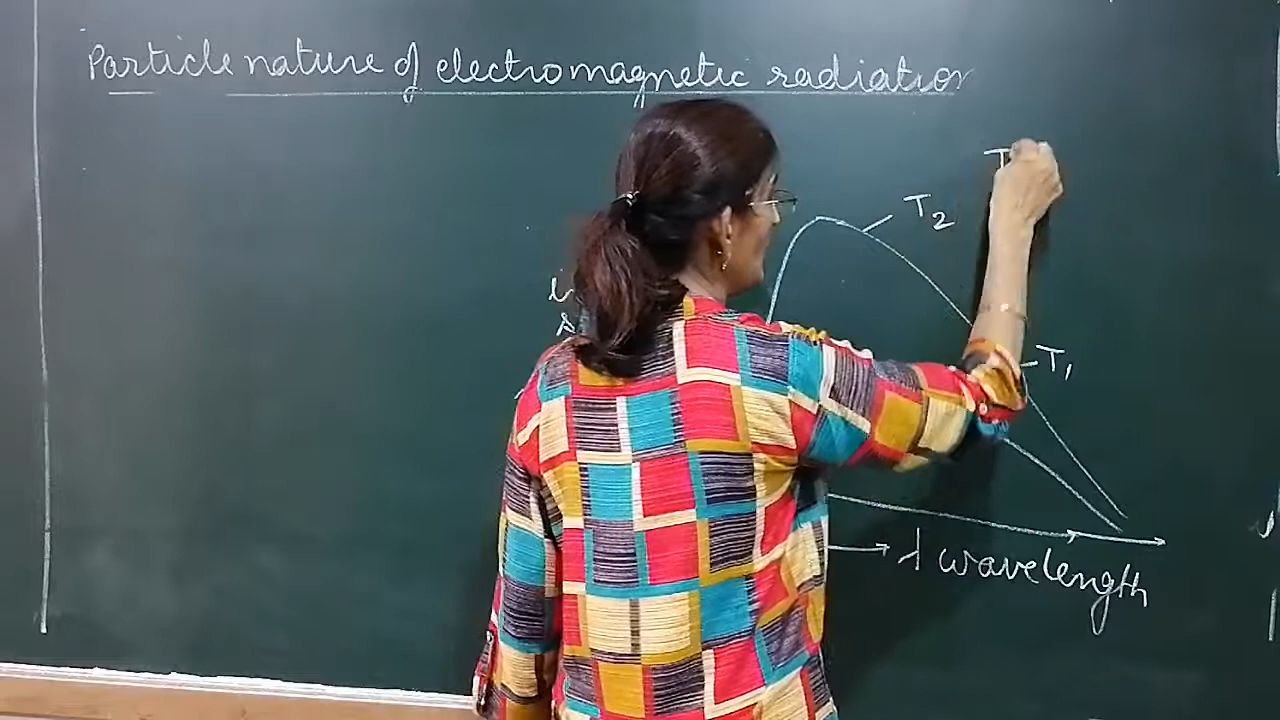 Particle nature of electromagnetic radiation
T
T2
T1
→ λ wavelength